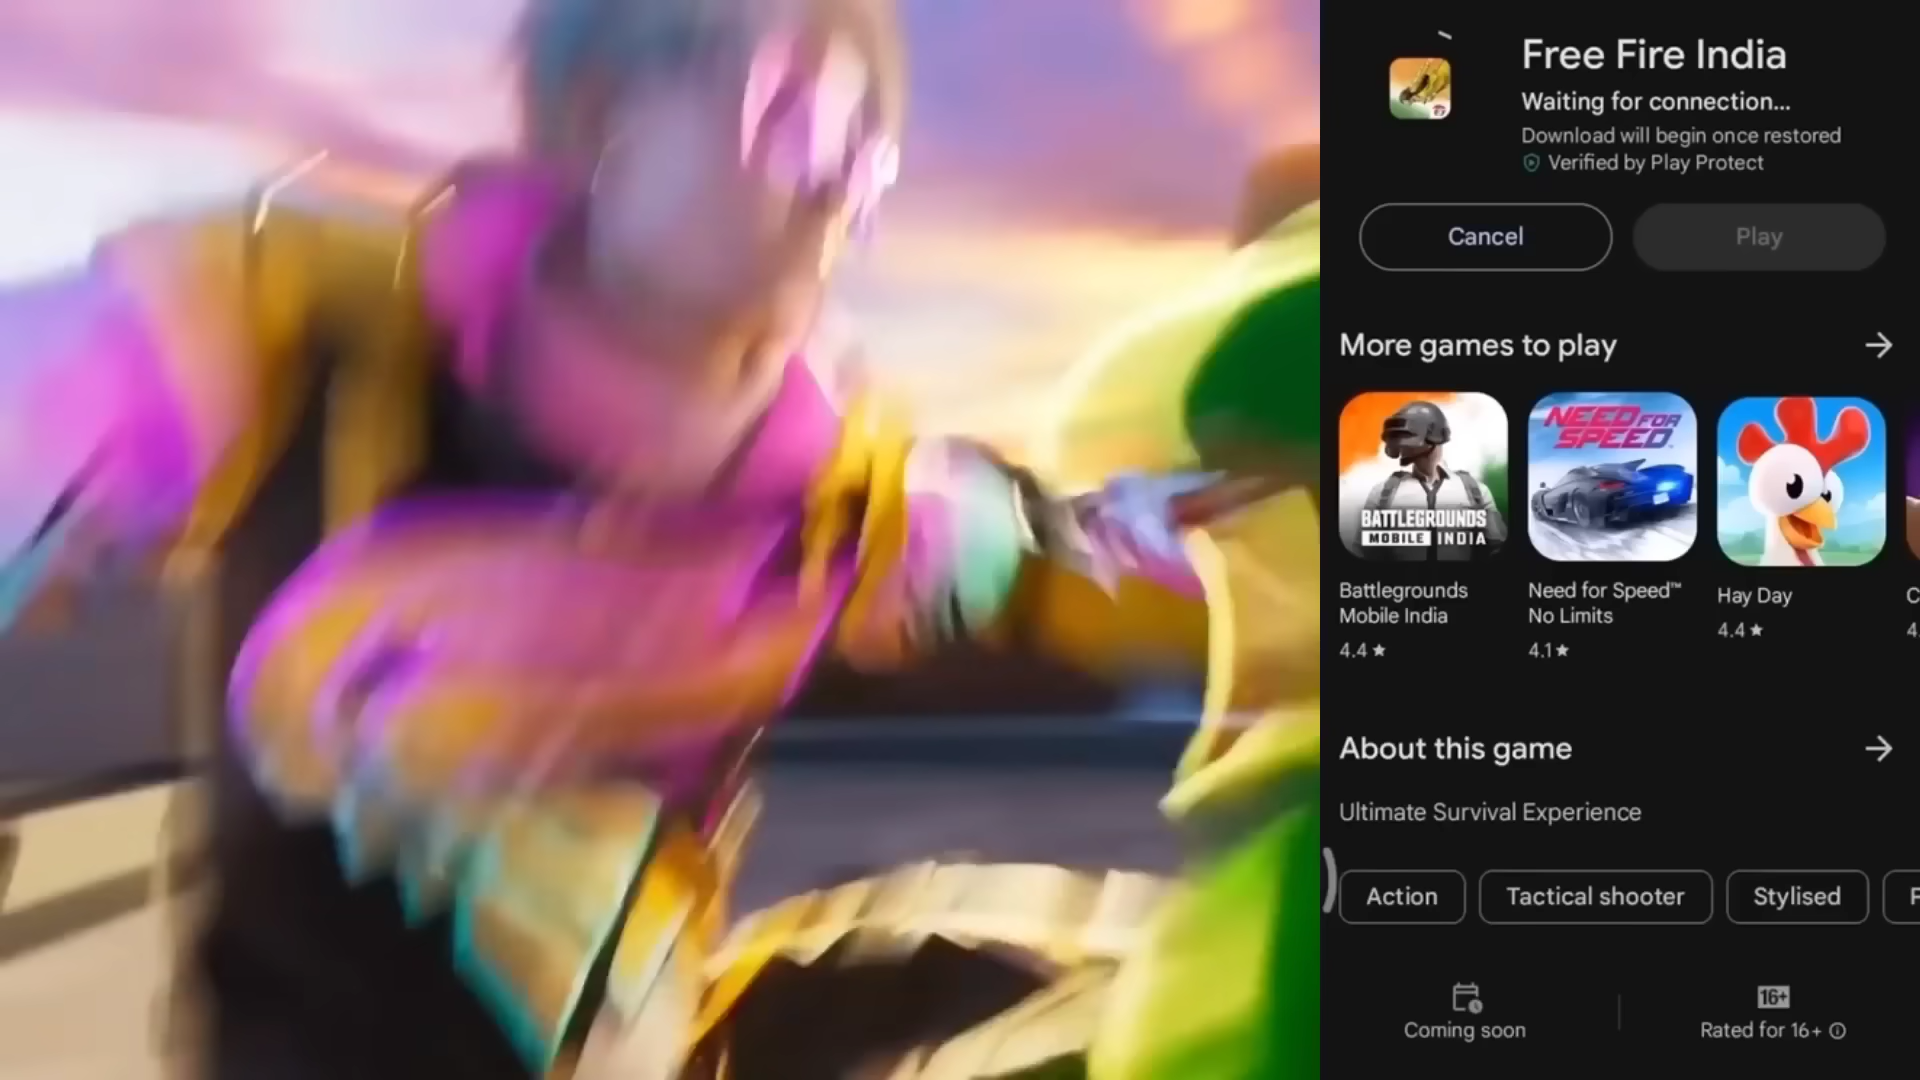 Free Fire India
Waiting for connection...
Download will begin once restored
Verified by Play Protect
Cancel
Play
More games to play
BATTLEGROUNDS
MOBILE INDIA
NEED FOR
SPEED
Battlegrounds
Mobile India
4.4★
Need for Speed™
No Limits
4.1★
Hay Day
4.4★
C
4.
About this game
Ultimate Survival Experience
Action
Tactical shooter
Stylised
F
16+
Coming soon
Rated for 16+